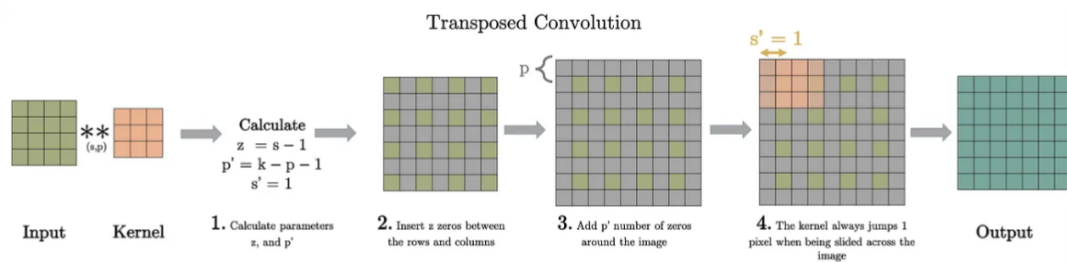 Transposed Convolution
s' = 1
p
**
(s,p)
Calculate
z = s − 1
p' = k − p − 1
s' = 1
Input
Kernel
1. Calculate parameters
z, and p'
2. Insert z zeros between
the rows and columns
3. Add p' number of zeros
around the image
4. The kernel always jumps 1
pixel when being slided across the
image
Output